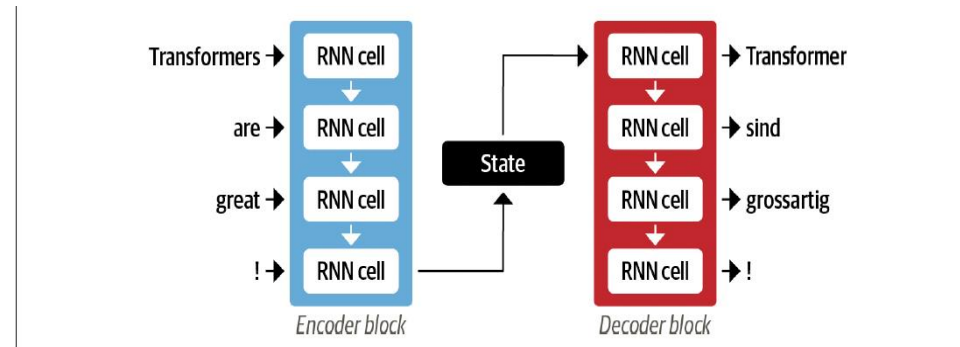 Transformers RNN cell RNN cell Transformer
are RNN cell RNN cell sind
State
great RNN cell RNN cell grossartig
! RNN cell RNN cell !
Encoder block Decoder block